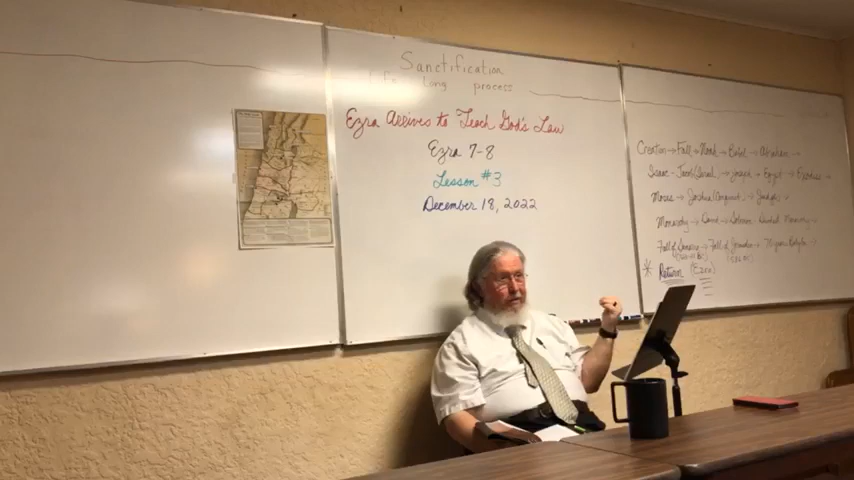 Sanctification
life long process
Ezra Arrives to Teach God's Law
Ezra 7-8
Lesson #3
December 18, 2022
Creation → Fall → Noah → Babel → Abraham →
Isaac → Jacob (Israel) → Joseph → Egypt → Exodus →
Moses → Joshua (Conquest) → Judges
Monarchy → David → Solomon Divided Monarchy →
Fall of Samaria → Fall of Jerusalem → Babylon →
* Return (Ezra)